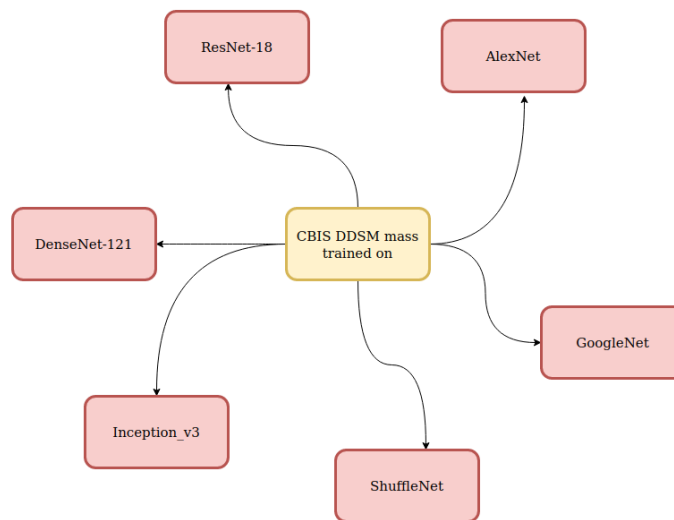 ResNet-18
AlexNet
CBIS DDSM mass
trained on
DenseNet-121
GoogleNet
Inception_v3
ShuffleNet